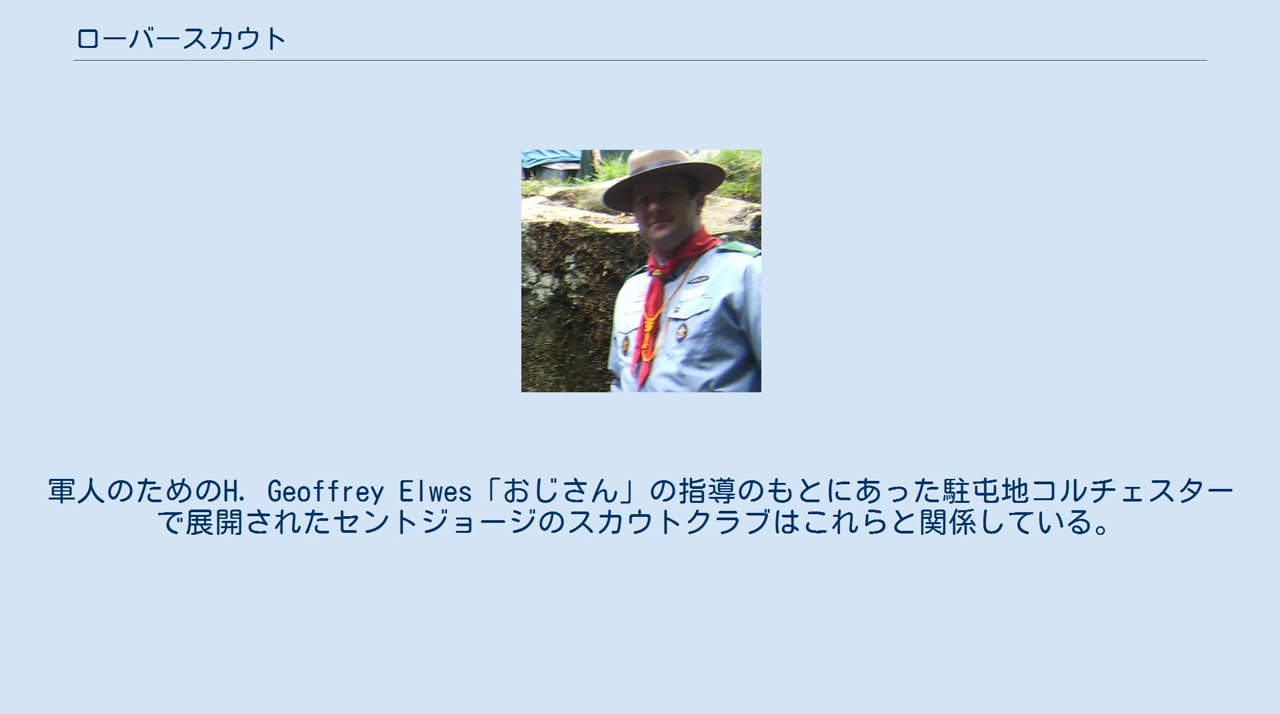 ローバースカウト
軍人のためのH. Geoffrey Elwes「おじさん」の指導のもとにあった駐屯地コルチェスター
で展開されたセントジョージのスカウトクラブはこれらと関係している。